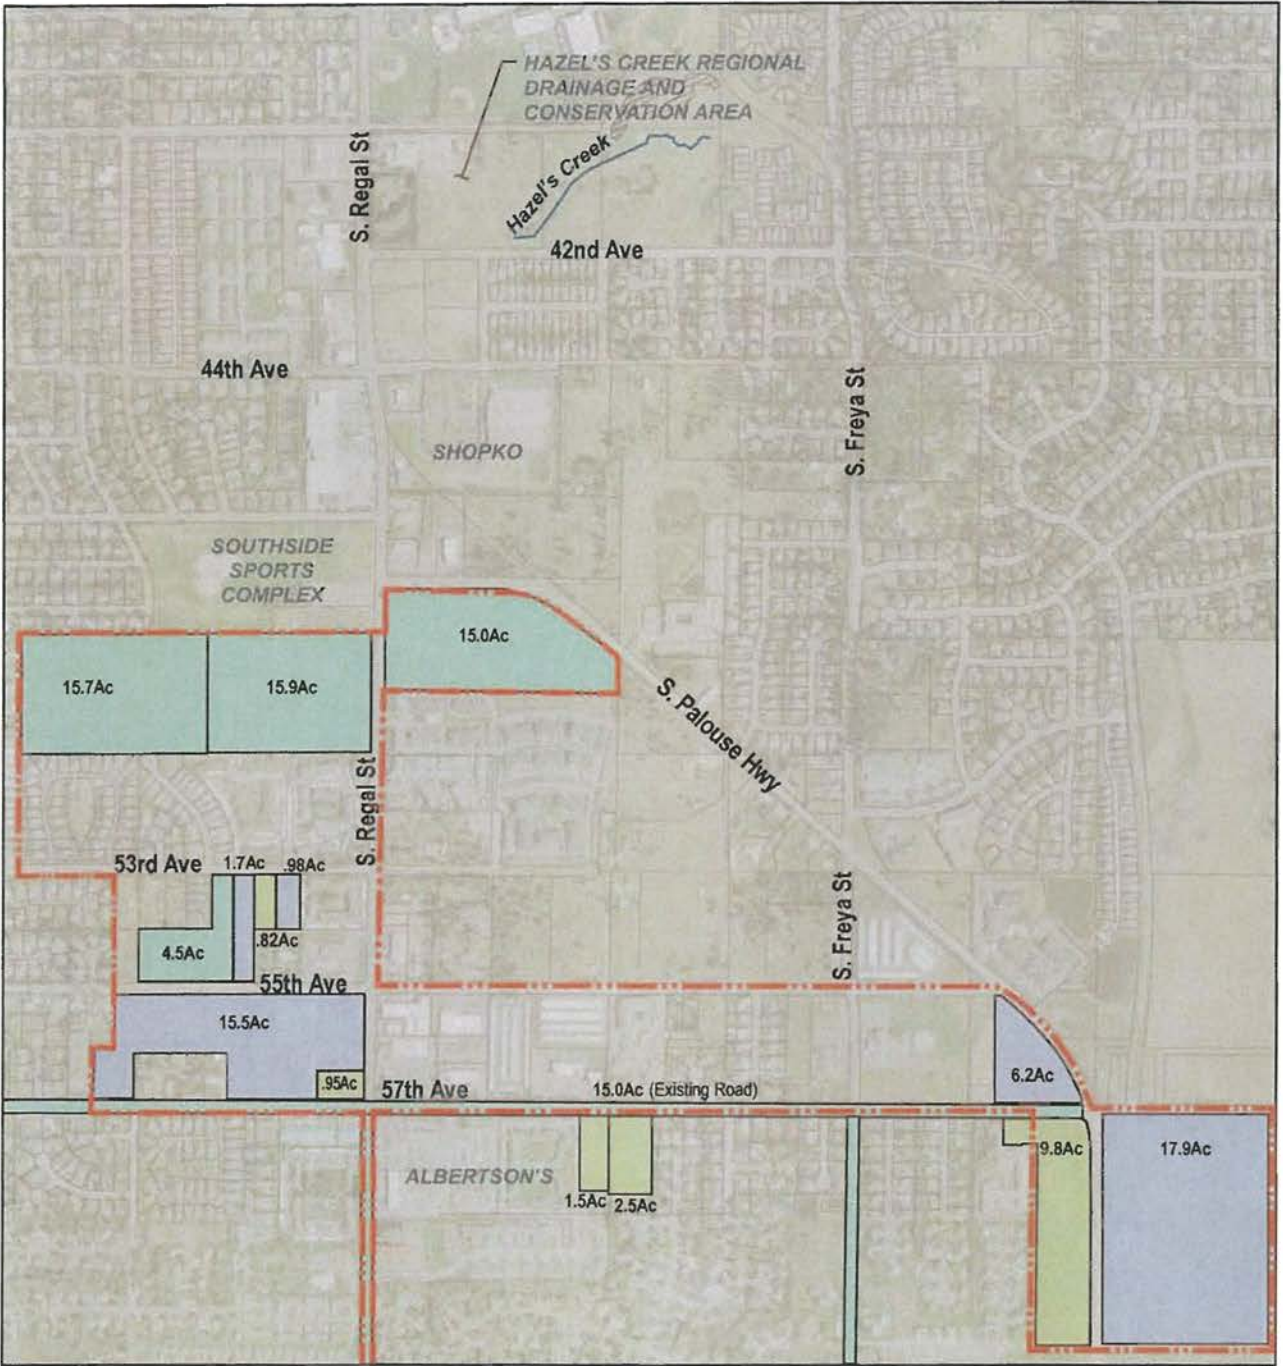 HAZEL'S CREEK REGIONAL
DRAINAGE AND
CONSERVATION AREA
S. Regal St
Hazel's Creek
42nd Ave
44th Ave
S. Freya St
SHOPKO
SOUTHSIDE
SPORTS
COMPLEX
15.0Ac
15.7Ac
15.9Ac
S. Palouse Hwy
S. Regal St
53rd Ave
1.7Ac
.98Ac
S. Freya St
.82Ac
4.5Ac
55th Ave
15.5Ac
6.2Ac
.95Ac
57th Ave
15.0Ac (Existing Road)
9.8Ac
17.9Ac
ALBERTSON'S
1.5Ac
2.5Ac